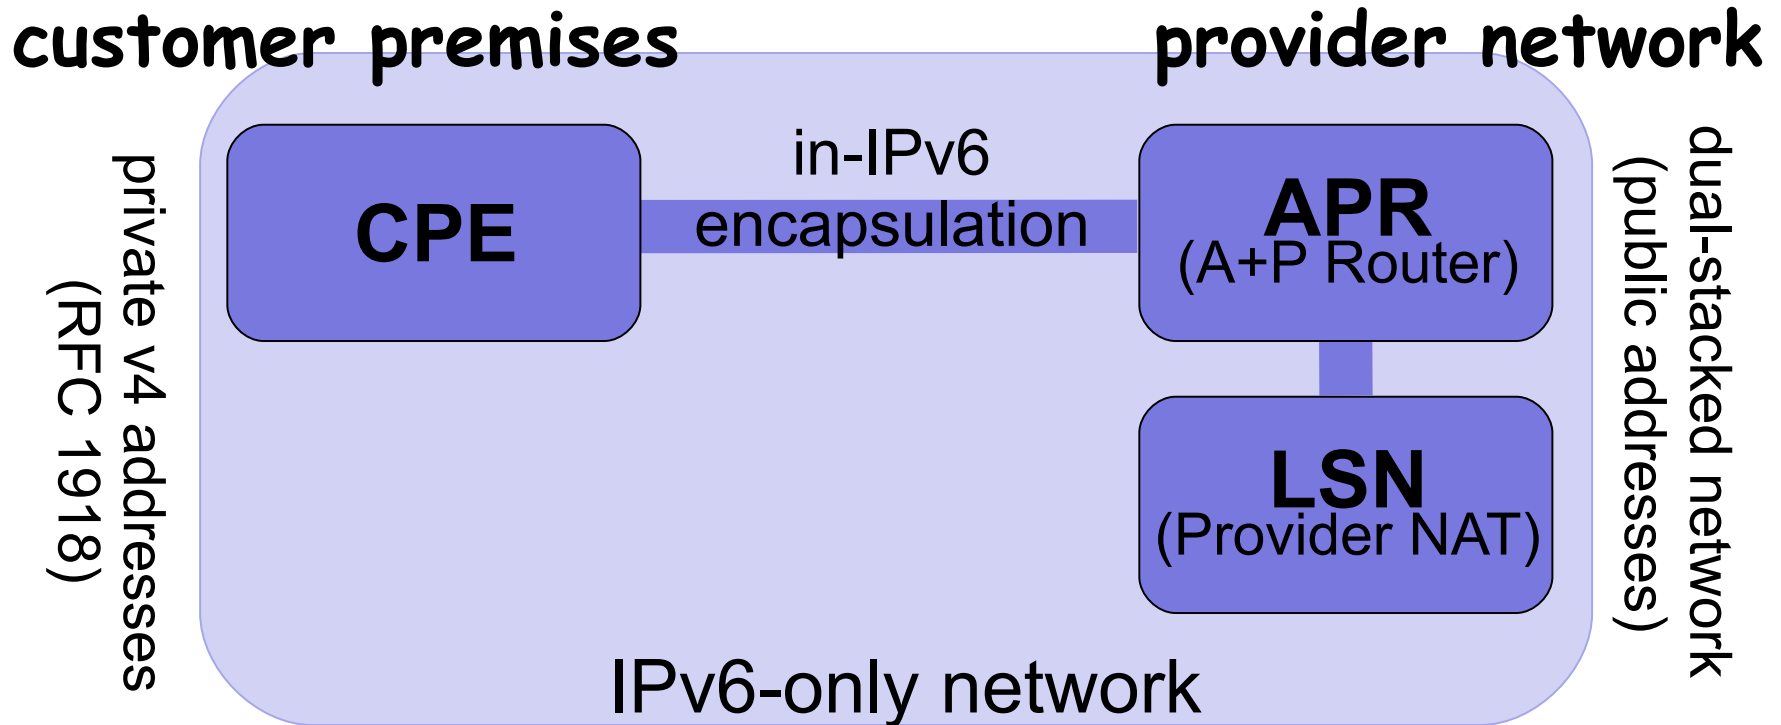 customer premises
provider network
private v4 addresses
(RFC 1918)
CPE
in-IPv6
encapsulation
APR
(A+P Router)
LSN
(Provider NAT)
dual-stacked network
(public addresses)
IPv6-only network